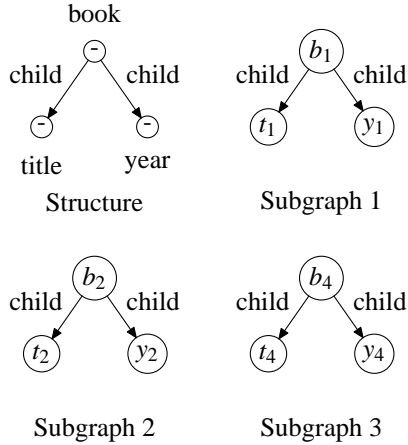 book
-
child child
- -
title year
Structure
b1
child child
t1 y1
Subgraph 1
b2
child child
t2 y2
Subgraph 2
b4
child child
t4 y4
Subgraph 3